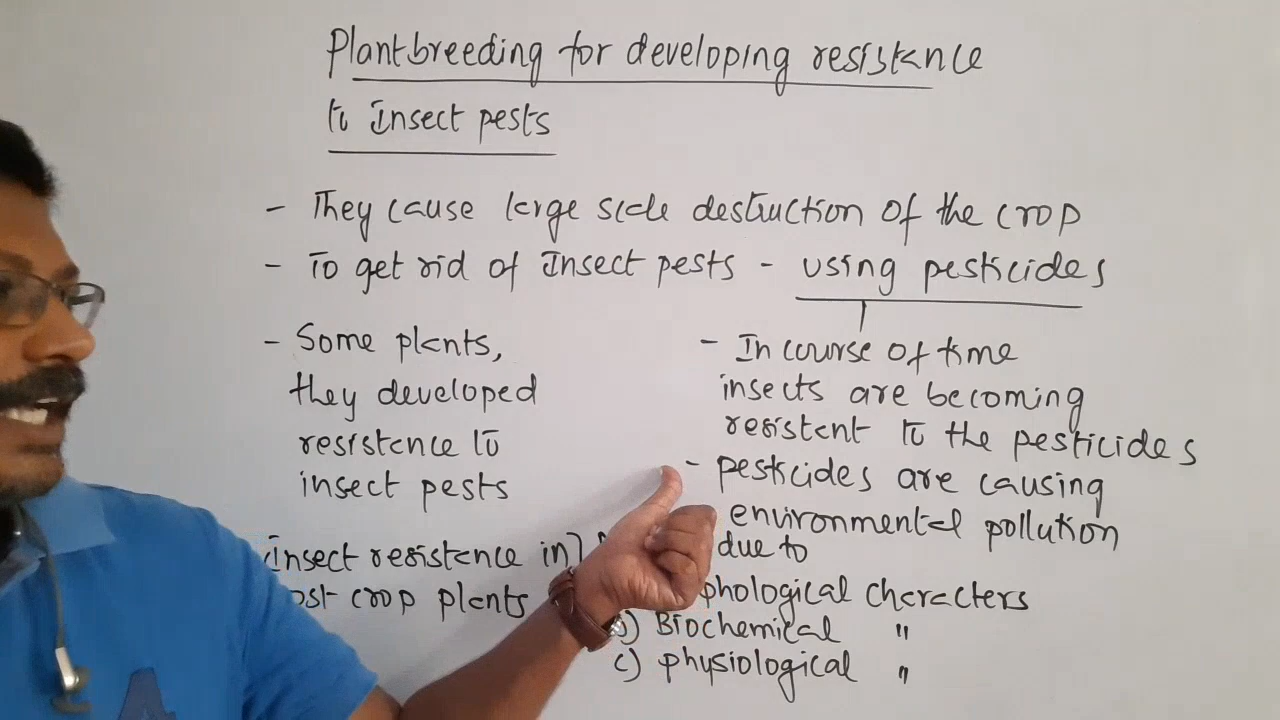 Plantbreeding for developing resistance
to Insect pests
- They cause large scale destruction of the crop
- To get rid of Insect pests - using pesticides
- Some plants,
they developed
resistence to
insect pests
- In course of time
insects are becoming
resistent to the pesticides
- pesticides are causing
environmental pollution
Insect resistence in
crop plants
due to
characters
Biochemical "
c) physiological "